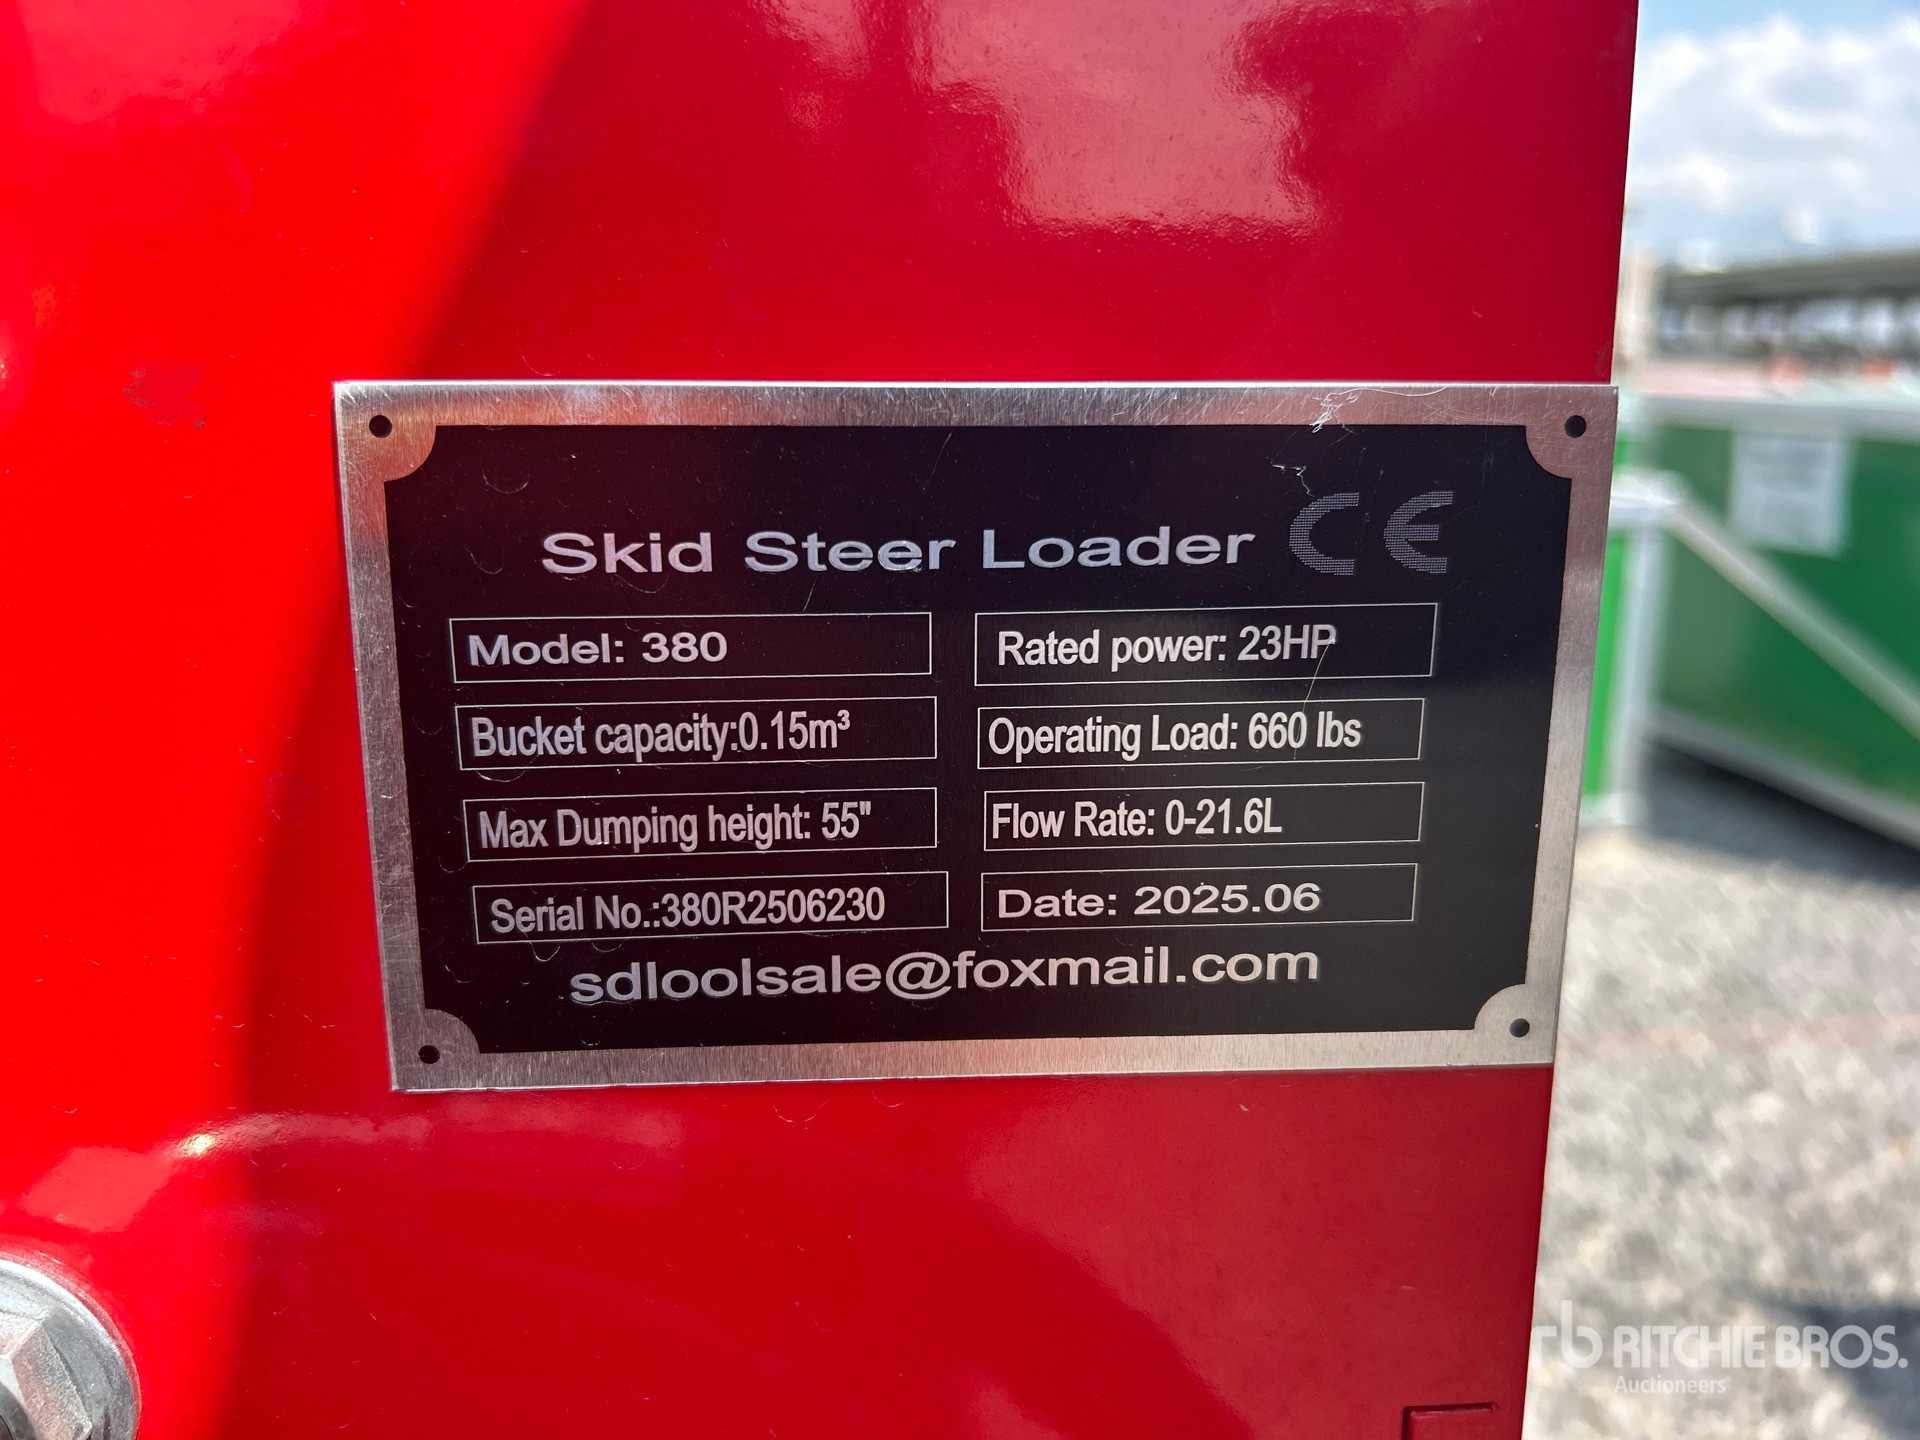 Skid Steer Loader CE
Model: 380
Rated power: 23HP
Bucket capacity:0.15m³
Operating Load: 660 lbs
Max Dumping height: 55"
Flow Rate: 0-21.6L
Serial No.:380R2506230
Date: 2025.06
sdloolsale@foxmail.com
rb RITCHIE BROS.
Auctioneers